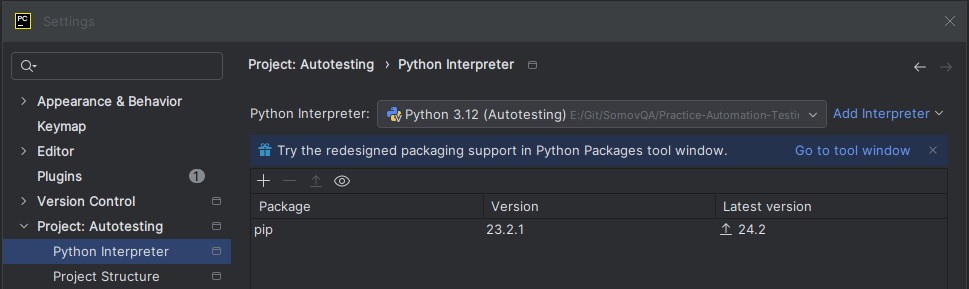 PC
Settings
Project: Autotesting › Python Interpreter
Appearance & Behavior
Keymap
Editor
Plugins 1
Version Control
Project: Autotesting
Python Interpreter
Project Structure
Python Interpreter: Python 3.12 (Autotesting) E:/Git/SomovQA/Practice-Automation-Testi Add Interpreter
Try the redesigned packaging support in Python Packages tool window. Go to tool window
Package Version Latest version
pip 23.2.1 24.2